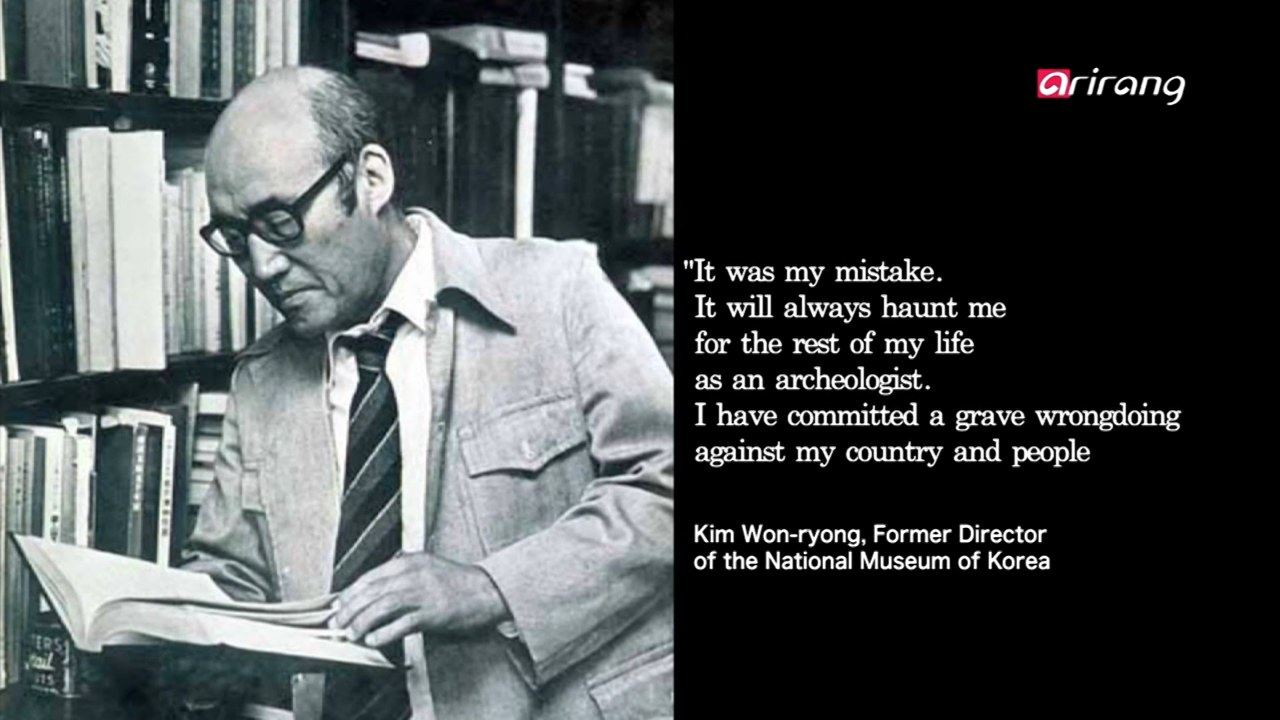 arirang
"It was my mistake.
It will always haunt me
for the rest of my life
as an archeologist.
I have committed a grave wrongdoing
against my country and people
Kim Won-ryong, Former Director
of the National Museum of Korea